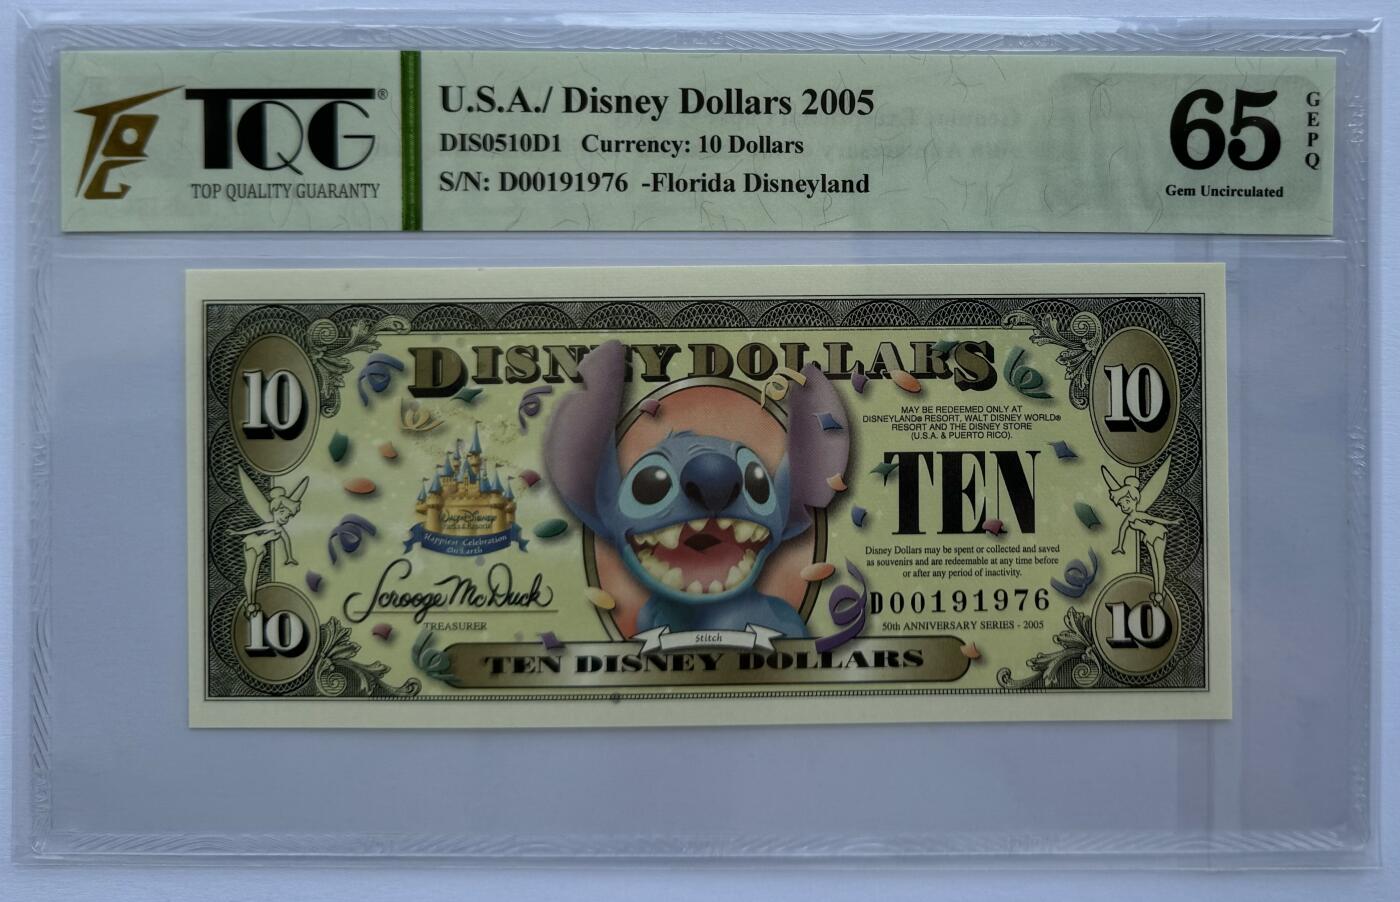 TQG®
TOP QUALITY GUARANTY
U.S.A./ Disney Dollars 2005
DIS0510D1 Currency: 10 Dollars
S/N: D00191976 -Florida Disneyland
65
GEPQ
Gem Uncirculated
DISNEY DOLLARS
10
10
MAY BE REDEEMED ONLY AT
DISNEYLAND® RESORT, WALT DISNEY WORLD®
RESORT AND THE DISNEY STORE
(U.S.A. & PUERTO RICO).
TEN
Walt Disney
Parks & Resorts
Happiest Celebration
On Earth
Disney Dollars may be spent or collected and saved
as souvenirs and are redeemable at any time before
or after any period of inactivity.
Scrooge McDuck
TREASURER
D00191976
50th ANNIVERSARY SERIES - 2005
10
10
Stitch
TEN DISNEY DOLLARS